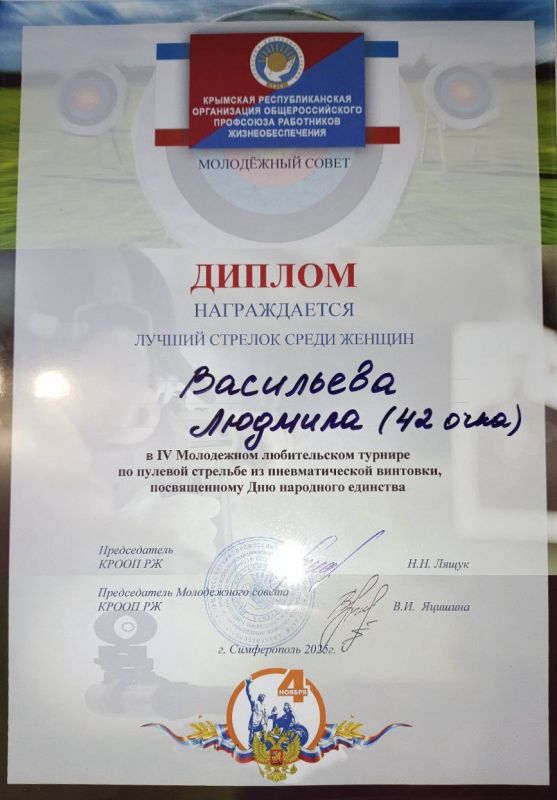 КРЫМСКАЯ РЕСПУБЛИКАНСКАЯ
ОРГАНИЗАЦИЯ ОБЩЕРОССИЙСКОГО
ПРОФСОЮЗА РАБОТНИКОВ
ЖИЗНЕОБЕСПЕЧЕНИЯ
МОЛОДЁЖНЫЙ СОВЕТ
ДИПЛОМ
НАГРАЖДАЕТСЯ
ЛУЧШИЙ СТРЕЛОК СРЕДИ ЖЕНЩИН
Васильева
Людмила (42 очка)
в IV Молодежном любительском турнире
по пулевой стрельбе из пневматической винтовки,
посвященному Дню народного единства
Председатель
КРООП РЖ Н.Н. Лящук
Председатель Молодежного совета
КРООП РЖ В.И. Яцишина
г. Симферополь 2025г.
4
НОЯБРЯ